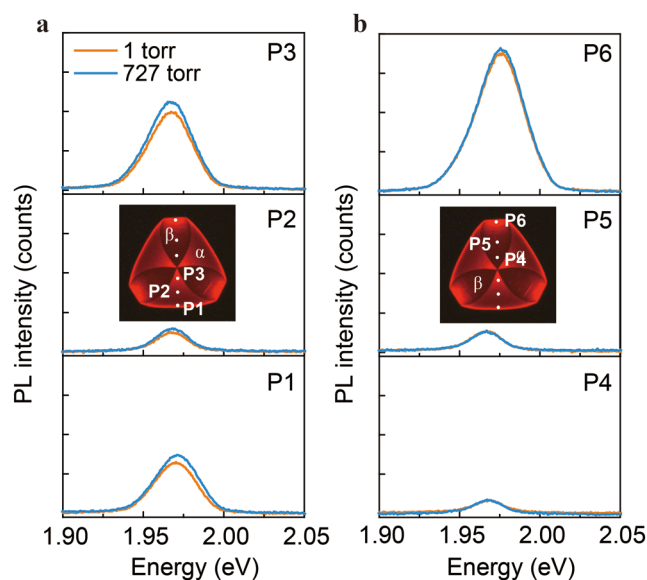 a
1 torr
727 torr
P3
P2
β
α
P3
P2
P1
P1
PL intensity (counts)
1.90
1.95
2.00
2.05
Energy (eV)
b
P6
P5
P6
P5
α
P4
β
P4
PL intensity (counts)
1.90
1.95
2.00
2.05
Energy (eV)